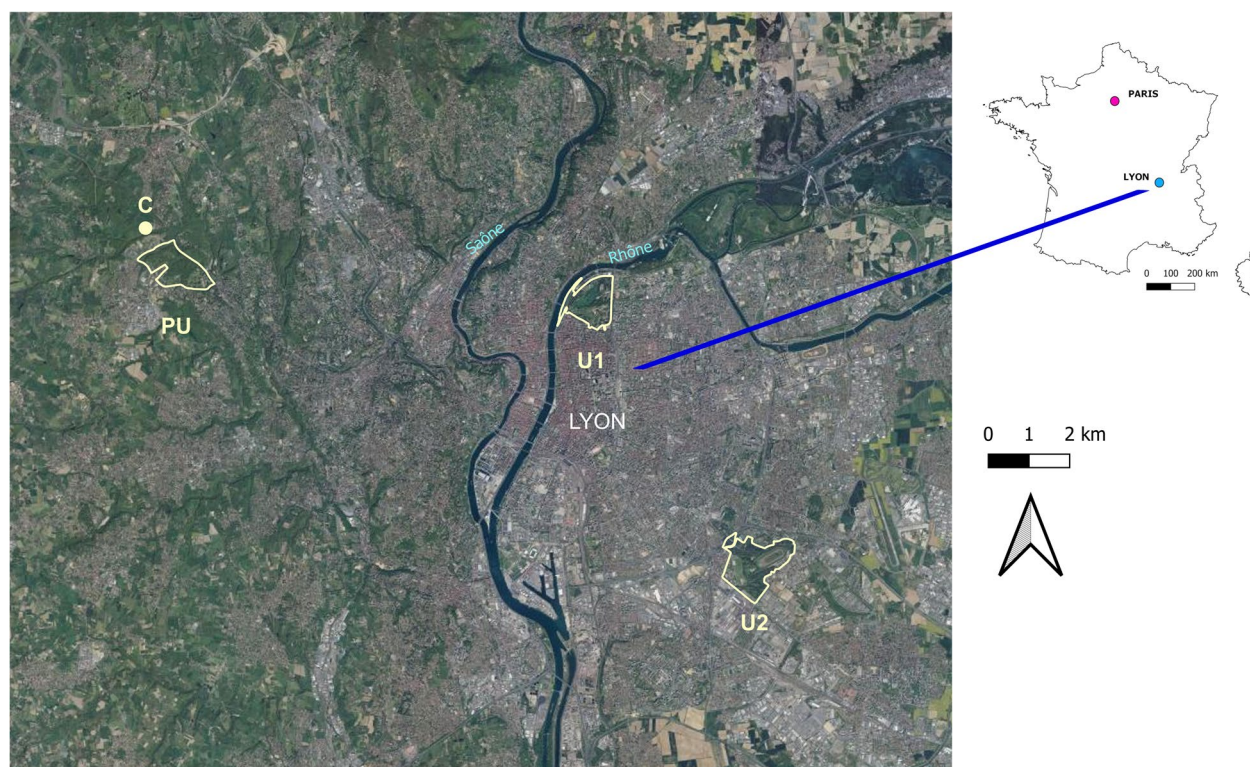 C
PU
Saône
Rhône
U1
LYON
U2
PARIS
LYON
0 100 200 km
0 1 2 km